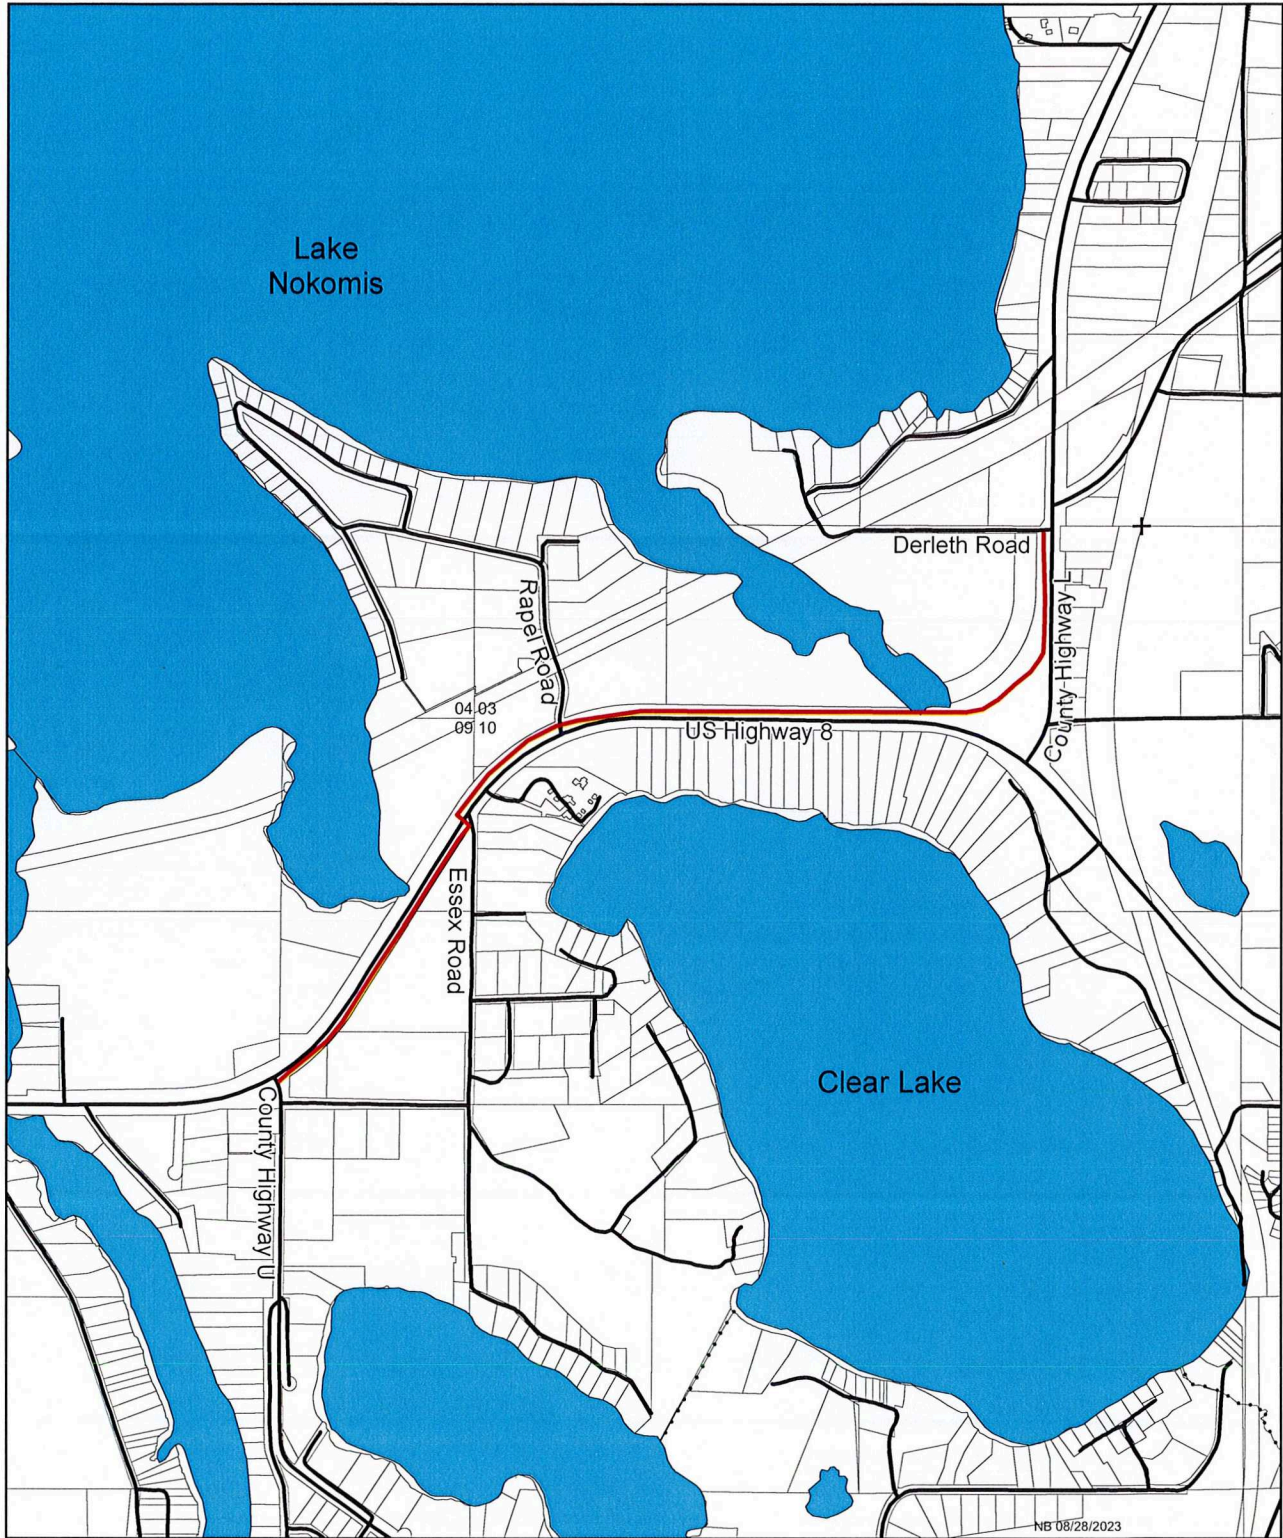 Lake
Nokomis
Derleth Road
Rapel Road
County Highway L
04 03
09 10
US Highway 8
Essex Road
Clear Lake
County Highway U
NB 08/28/2023